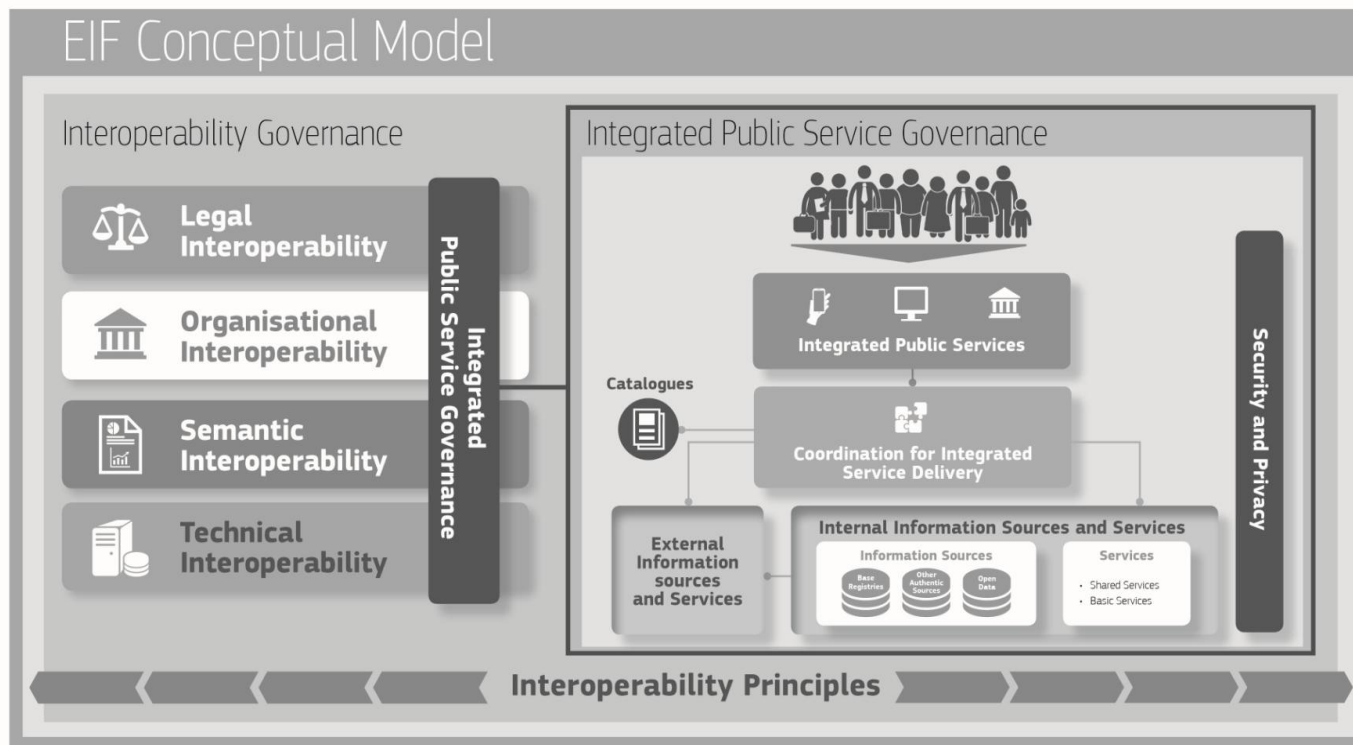 EIF Conceptual Model
Interoperability Governance
Legal
Interoperability
Organisational
Interoperability
Semantic
Interoperability
Technical
Interoperability
Integrated
Public Service Governance
Integrated Public Service Governance
Integrated Public Services
Catalogues
Coordination for Integrated
Service Delivery
External
Information
sources
and Services
Internal Information Sources and Services
Information Sources
Base
Registries
Other
Authentic
Sources
Open
Data
Services
• Shared Services
• Basic Services
Security and Privacy
Interoperability Principles